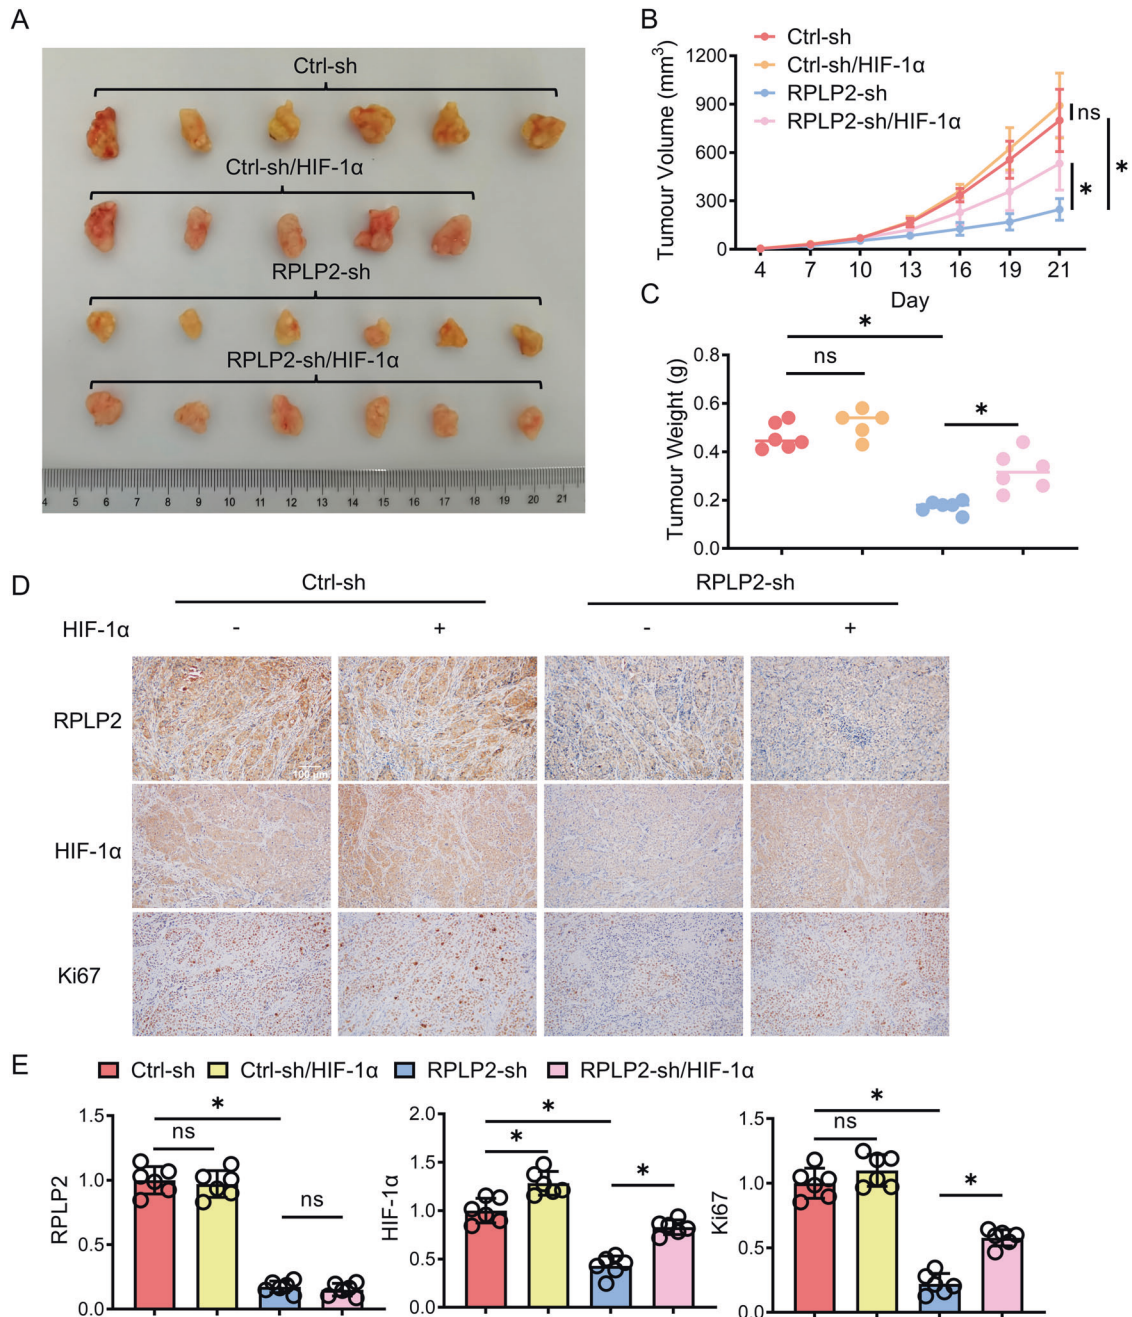 A
Ctrl-sh
Ctrl-sh/HIF-1α
RPLP2-sh
RPLP2-sh/HIF-1α
4 5 6 7 8 9 10 11 12 13 14 15 16 17 18 19 20 21
B
Ctrl-sh
Ctrl-sh/HIF-1α
RPLP2-sh
RPLP2-sh/HIF-1α
Tumour Volume (mm³)
1200
900
600
300
0
4 7 10 13 16 19 21
Day
ns
*
*
C
Tumour Weight (g)
0.8
0.6
0.4
0.2
0.0
*
ns
*
D
Ctrl-sh RPLP2-sh
HIF-1α - + - +
RPLP2
100 μm
HIF-1α
Ki67
E
Ctrl-sh Ctrl-sh/HIF-1α RPLP2-sh RPLP2-sh/HIF-1α
RPLP2
1.5
1.0
0.5
0.0
*
ns
ns
HIF-1α
2.0
1.5
1.0
0.5
0.0
*
*
*
Ki67
1.5
1.0
0.5
0.0
*
ns
*